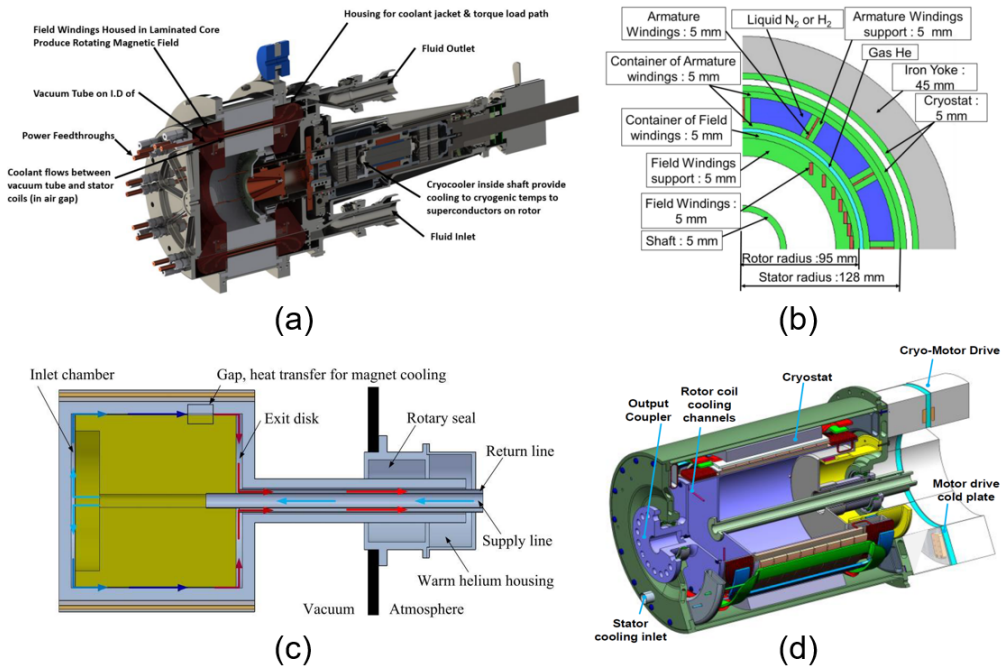 Field Windings Housed in Laminated Core
Produce Rotating Magnetic Field
Housing for coolant jacket & torque load path
Fluid Outlet
Vacuum Tube on I.D of
Power Feedthroughs
Coolant flows between
vacuum tube and stator
coils (in air gap)
Cryocooler inside shaft provide
cooling to cryogenic temps to
superconductors on rotor
Fluid Inlet
(a)
Armature
Windings : 5 mm
Liquid N₂ or H₂
Armature Windings
support : 5 mm
Gas He
Container of Armature
windings : 5 mm
Iron Yoke :
45 mm
Cryostat :
5 mm
Container of Field
windings : 5 mm
Field Windings
support : 5 mm
Field Windings :
5 mm
Shaft : 5 mm
Rotor radius :95 mm
Stator radius :128 mm
(b)
Inlet chamber
Gap, heat transfer for magnet cooling
Exit disk
Rotary seal
Return line
Supply line
Warm helium housing
Vacuum
Atmosphere
(c)
Cryo-Motor Drive
Cryostat
Rotor coil
cooling
channels
Output
Coupler
Motor drive
cold plate
Stator
cooling inlet
(d)